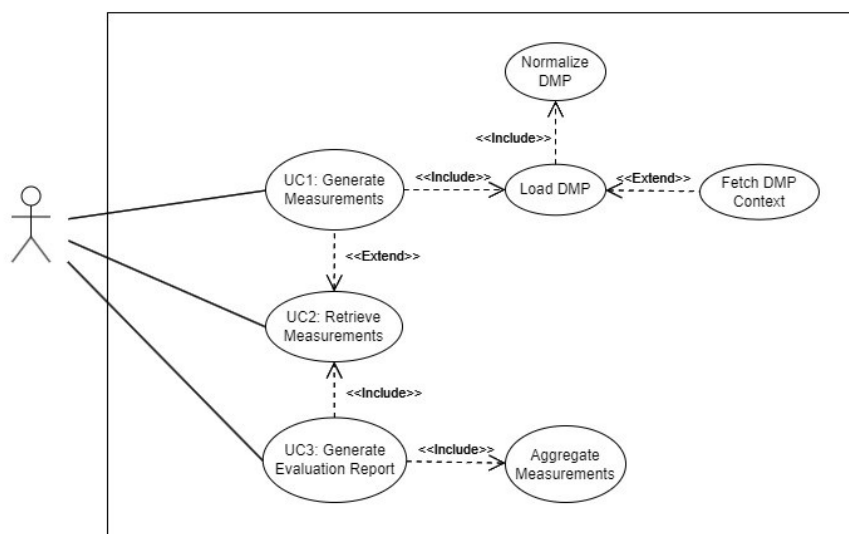 Normalize
DMP
<<Include>>
UC1: Generate
Measurements
<<Include>>
Load DMP
<<Extend>>
Fetch DMP
Context
<<Extend>>
UC2: Retrieve
Measurements
<<Include>>
UC3: Generate
Evaluation Report
<<Include>>
Aggregate
Measurements